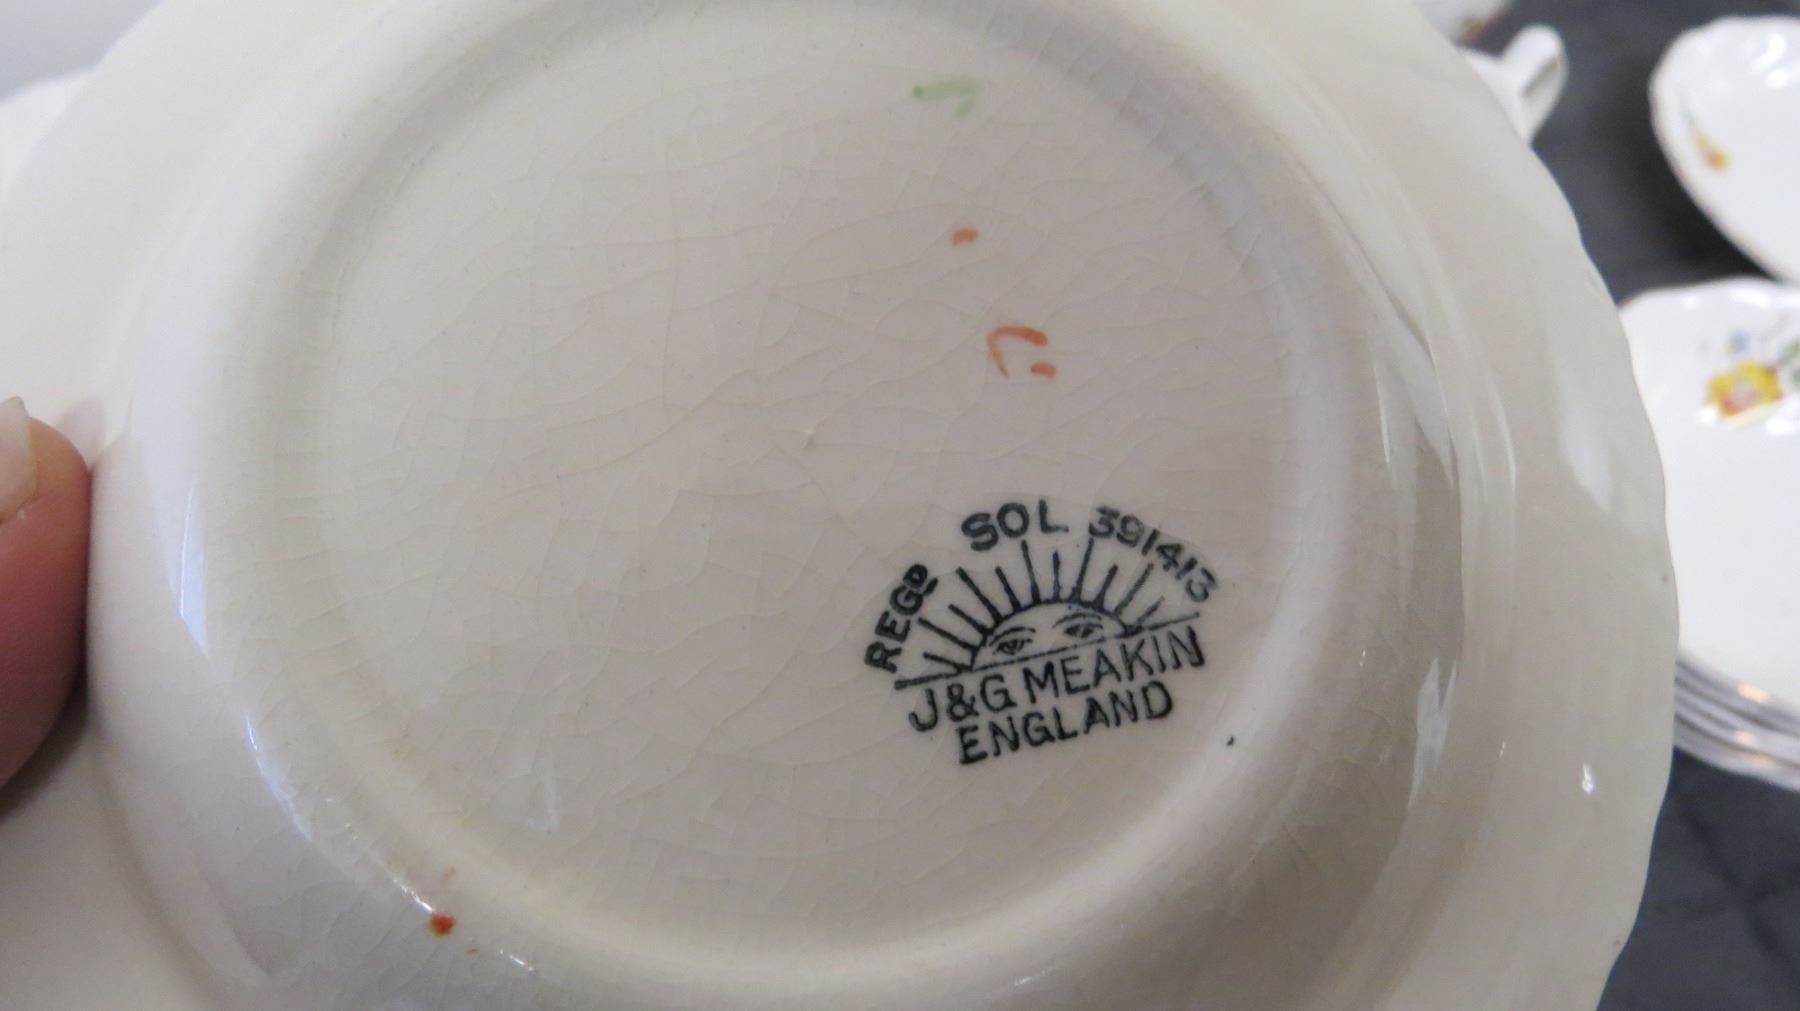 REGD SOL 391413
J&G MEAKIN
ENGLAND